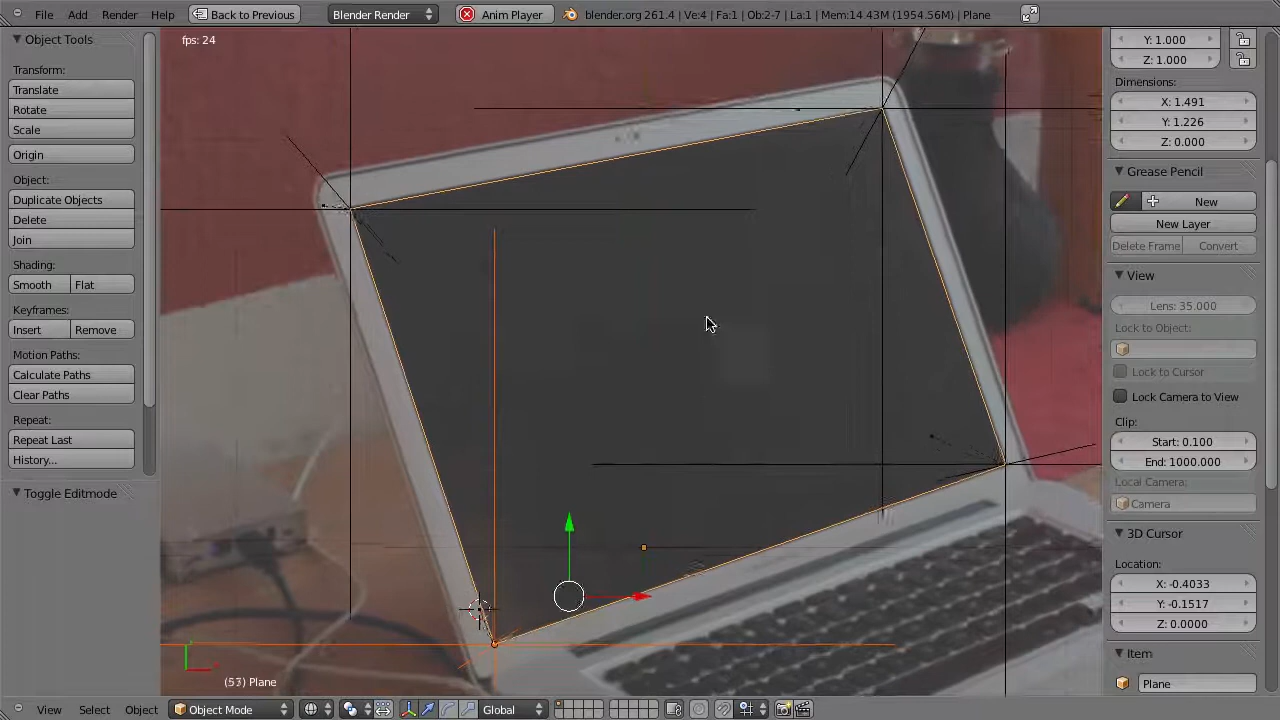 File Add Render Help Back to Previous Blender Render Anim Player blender.org 261.4 | Ve:4 | Fa:1 | Ob:2-7 | La:1 | Mem:14.43M (1954.56M) | Plane
Object Tools
Transform:
Translate
Rotate
Scale
Origin
Object:
Duplicate Objects
Delete
Join
Shading:
Smooth Flat
Keyframes:
Insert Remove
Motion Paths:
Calculate Paths
Clear Paths
Repeat:
Repeat Last
History...
Toggle Editmode
fps: 24
(53) Plane
Y: 1.000
Z: 1.000
Dimensions:
X: 1.491
Y: 1.226
Z: 0.000
Grease Pencil
New
New Layer
Delete Frame Convert
View
Lens: 35.000
Lock to Object:
Lock to Cursor
Lock Camera to View
Clip:
Start: 0.100
End: 1000.000
Local Camera:
Camera
3D Cursor
Location:
X: -0.4033
Y: -0.1517
Z: 0.0000
Item
Plane
View Select Object Object Mode Global